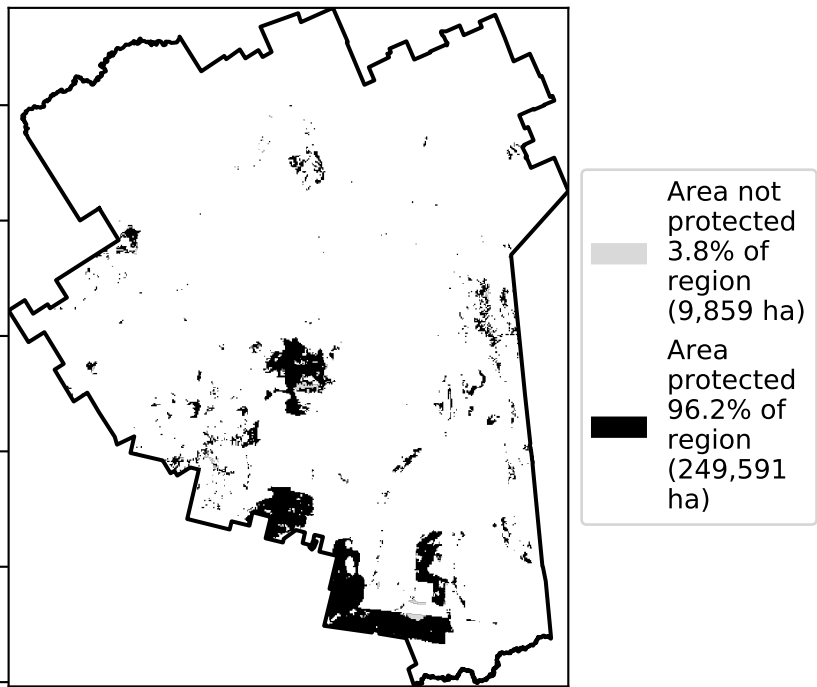 Area not
protected
3.8% of
region
(9,859 ha)
Area
protected
96.2% of
region
(249,591
ha)